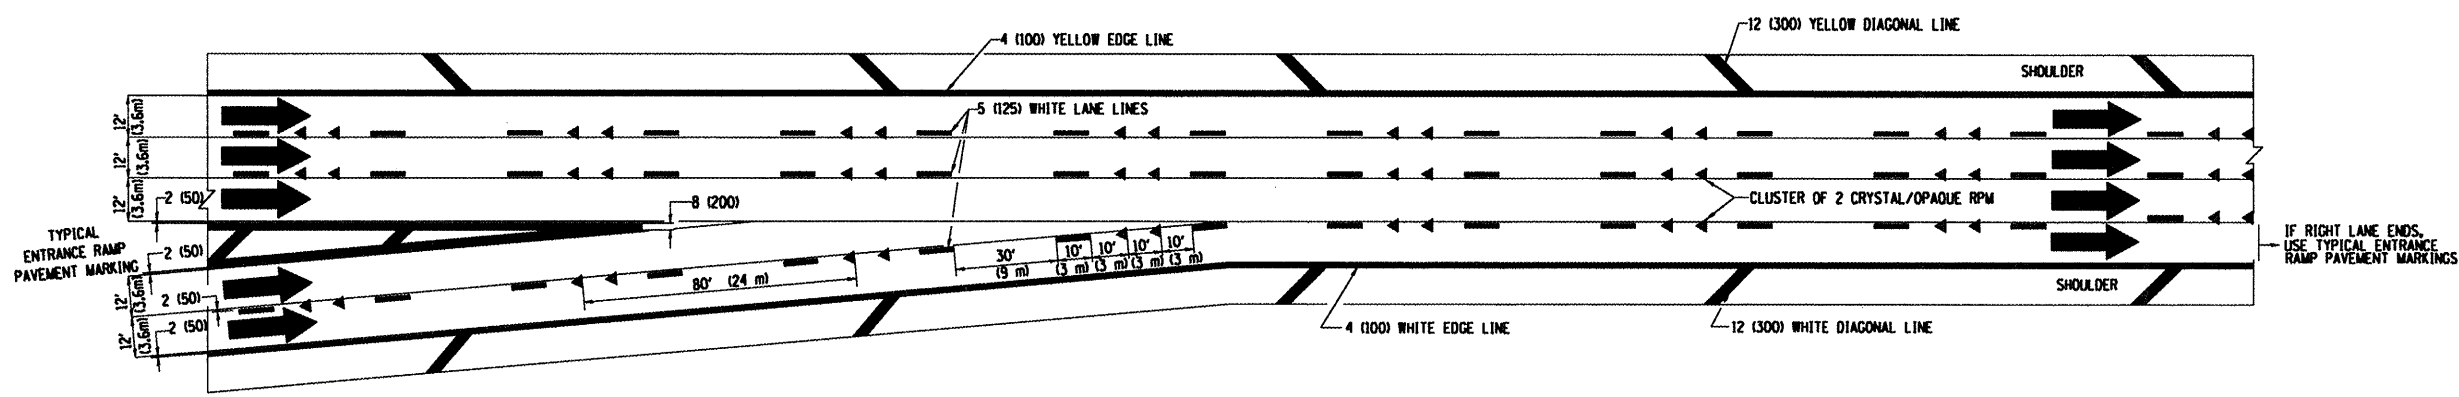 12 (300) YELLOW DIAGONAL LINE
4 (100) YELLOW EDGE LINE
SHOULDER
5 (125) WHITE LANE LINES
12'
(3.6m)
12'
(3.6m)
12'
(3.6m)
2 (50)
8 (200)
CLUSTER OF 2 CRYSTAL/OPAQUE RPM
TYPICAL
ENTRANCE RAMP
PAVEMENT MARKING
2 (50)
IF RIGHT LANE ENDS,
USE TYPICAL ENTRANCE
RAMP PAVEMENT MARKINGS
30'
(9 m)
10'
(3 m)
10'
(3 m)
10'
(3 m)
10'
(3 m)
80' (24 m)
12'
(3.6m)
2 (50)
12'
(3.6m)
2 (50)
SHOULDER
4 (100) WHITE EDGE LINE
12 (300) WHITE DIAGONAL LINE